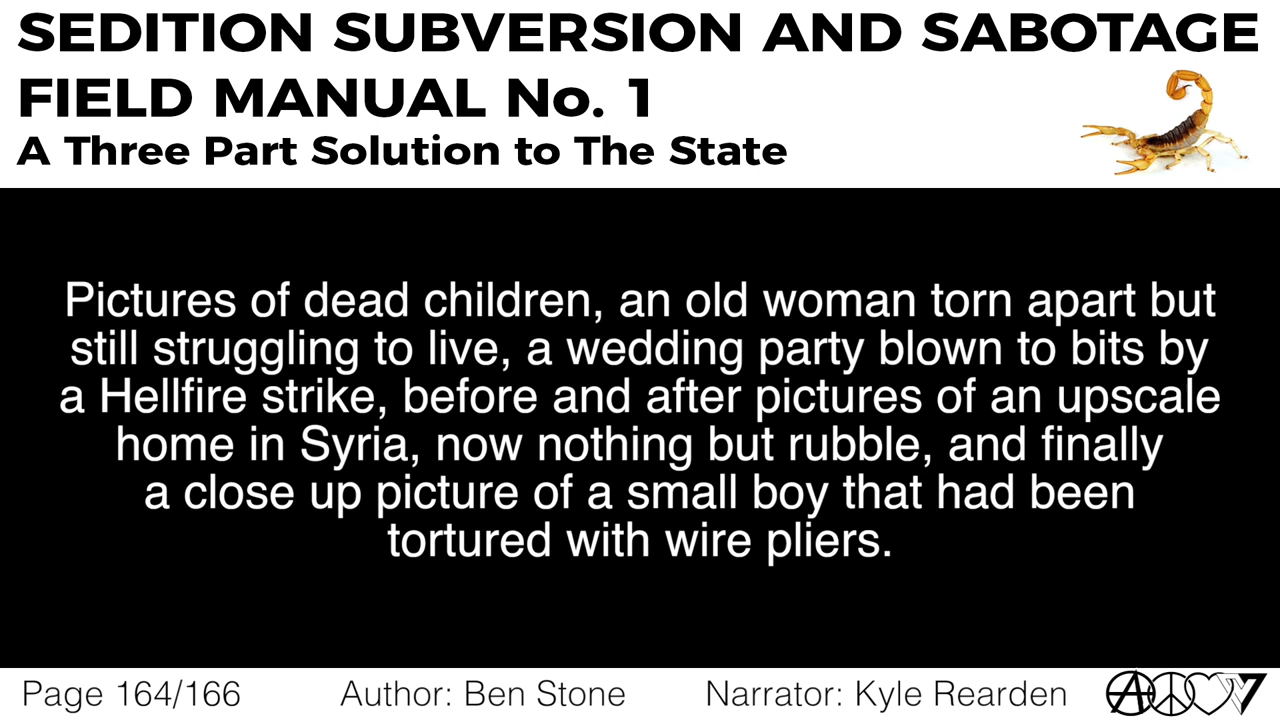 SEDITION SUBVERSION AND SABOTAGE
FIELD MANUAL No. 1
A Three Part Solution to The State
Pictures of dead children, an old woman torn apart but
still struggling to live, a wedding party blown to bits by
a Hellfire strike, before and after pictures of an upscale
home in Syria, now nothing but rubble, and finally
a close up picture of a small boy that had been
tortured with wire pliers.
Page 164/166 Author: Ben Stone Narrator: Kyle Rearden